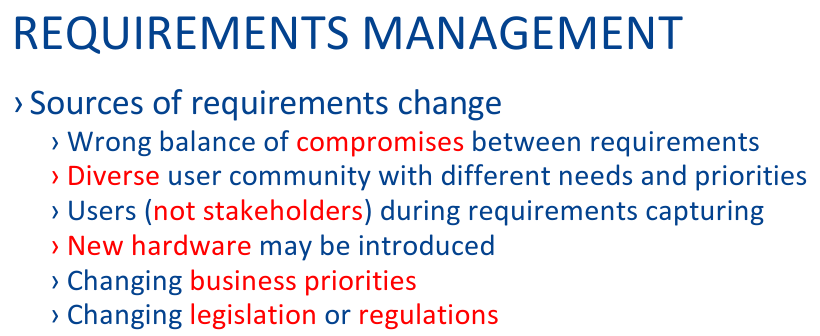 REQUIREMENTS MANAGEMENT
› Sources of requirements change
› Wrong balance of compromises between requirements
› Diverse user community with different needs and priorities
› Users (not stakeholders) during requirements capturing
› New hardware may be introduced
› Changing business priorities
› Changing legislation or regulations